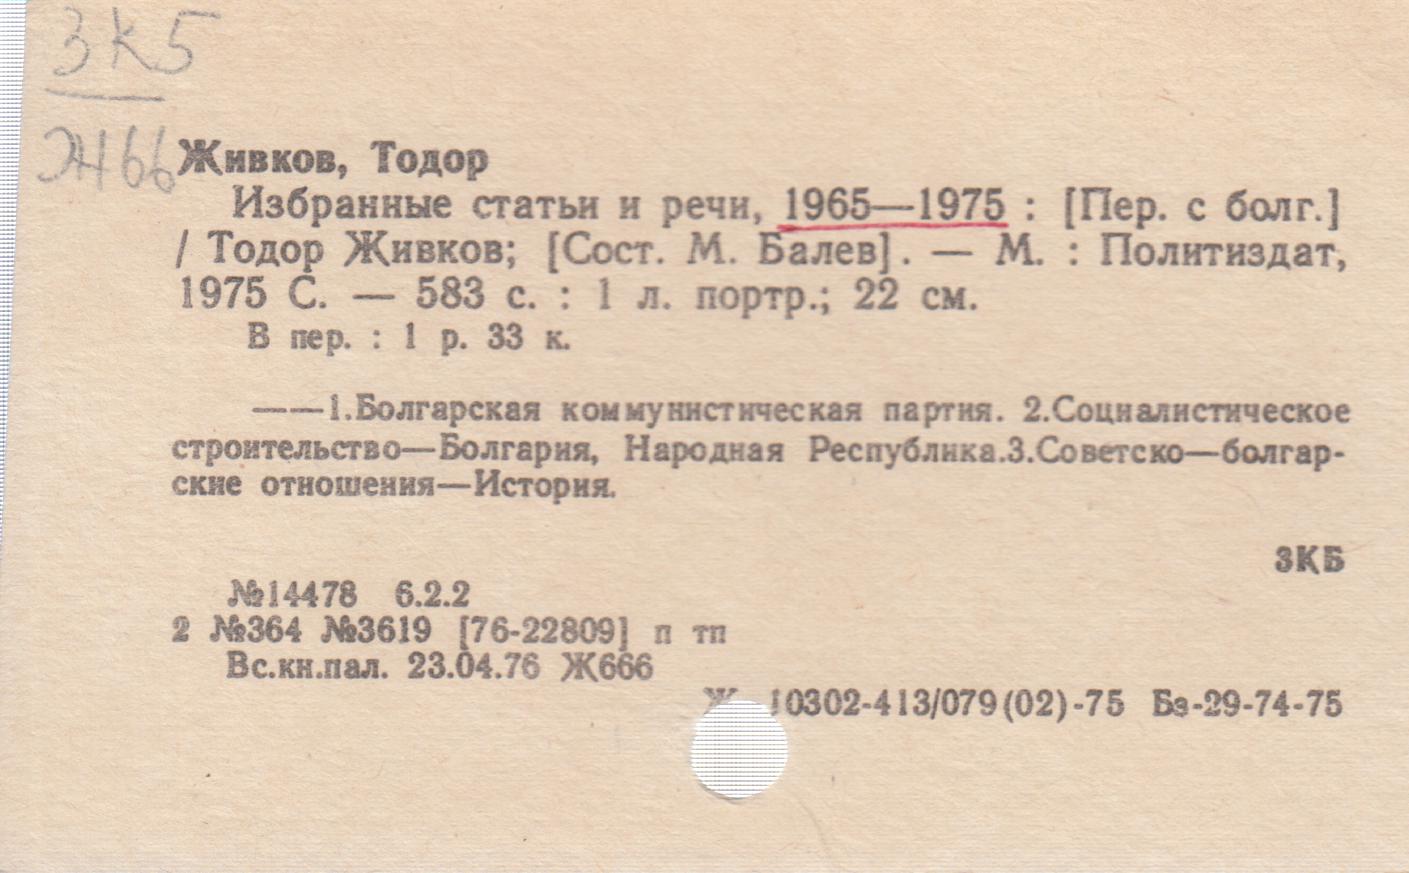 ЗК5
Ж66
Живков, Тодор
Избранные статьи и речи, 1965—1975 : [Пер. с болг.]
/ Тодор Живков; [Сост. М. Балев]. — М. : Политиздат,
1975 С. — 583 с. : 1 л. портр.; 22 см.
В пер. : 1 р. 33 к.
——1.Болгарская коммунистическая партия. 2.Социалистическое
строительство—Болгария, Народная Республика.3.Советско—болгар-
ские отношения—История.
3КБ
№14478 6.2.2
2 №364 №3619 [76-22809] п тп
Вс.кн.пал. 23.04.76 Ж666
Ж 10302-413/079(02)-75 Бз-29-74-75